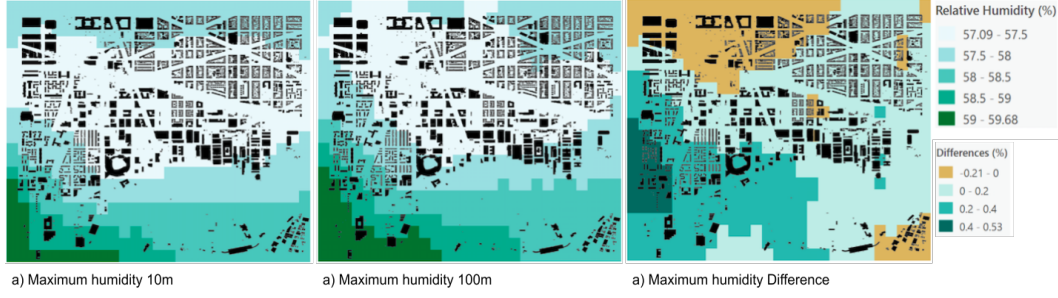 Relative Humidity (%)
57.09 - 57.5
57.5 - 58
58 - 58.5
58.5 - 59
59 - 59.68
Differences (%)
-0.21 - 0
0 - 0.2
0.2 - 0.4
0.4 - 0.53
a) Maximum humidity 10m
a) Maximum humidity 100m
a) Maximum humidity Difference